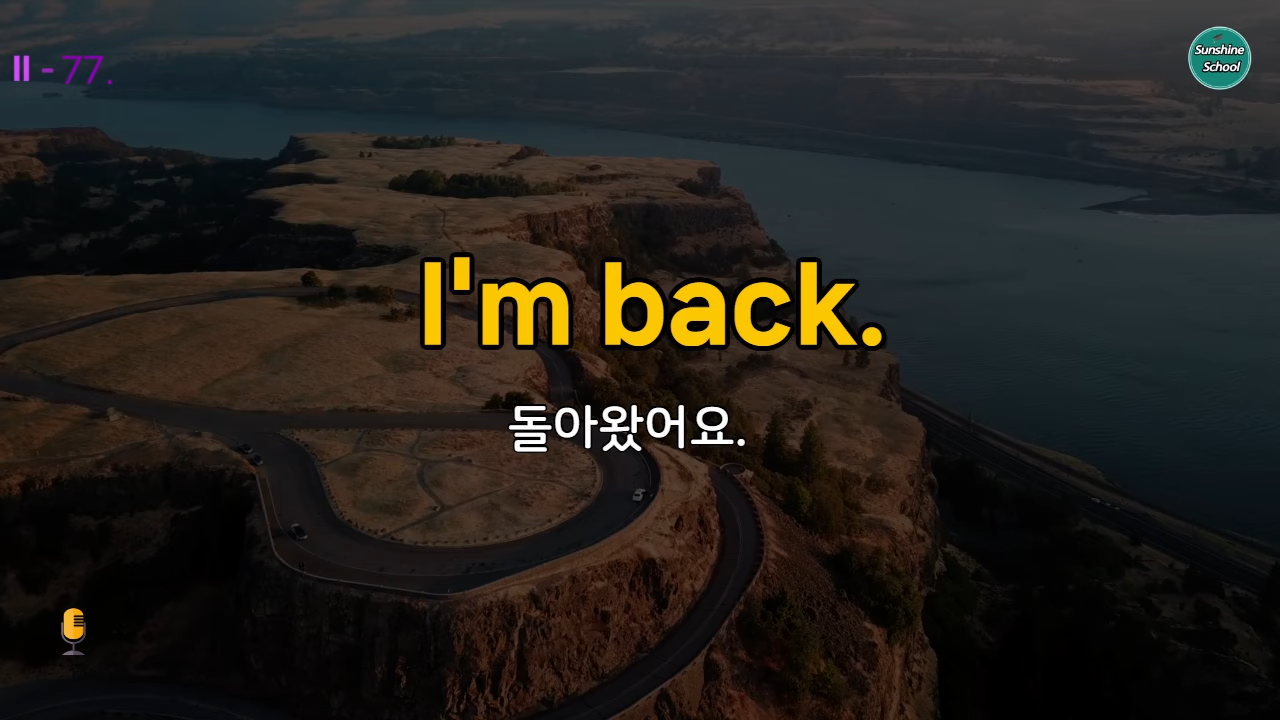 II - 77.
Sunshine
School
I'm back.
돌아왔어요.